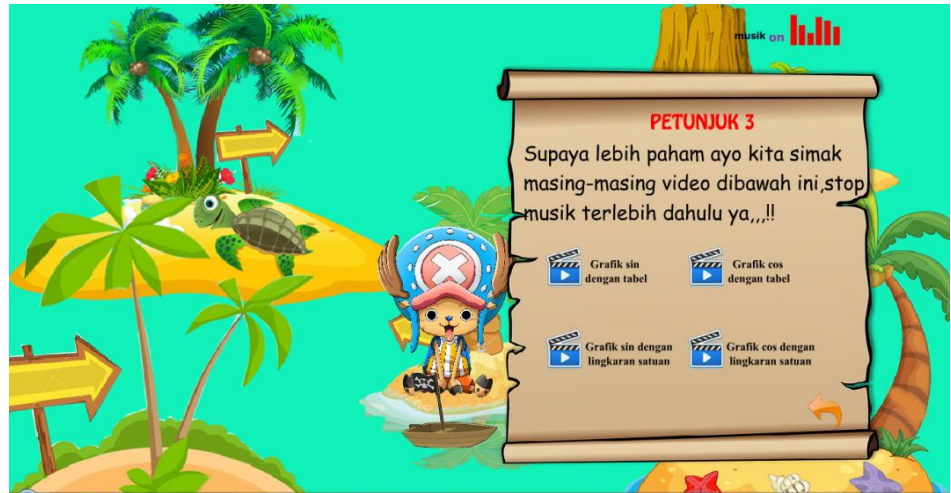 musik on
PETUNJUK 3
Supaya lebih paham ayo kita simak
masing-masing video dibawah ini,stop
musik terlebih dahulu ya,,,!!
Grafik sin
dengan tabel
Grafik cos
dengan tabel
Grafik sin dengan
lingkaran satuan
Grafik cos dengan
lingkaran satuan